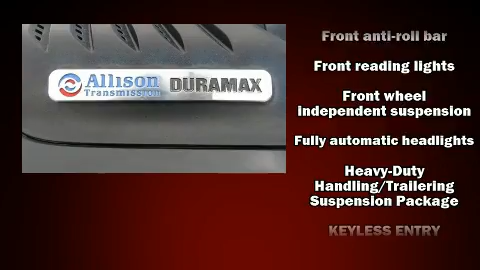 Allison
Transmission
DURAMAX
Front anti-roll bar
Front reading lights
Front wheel
independent suspension
Fully automatic headlights
Heavy-Duty
Handling/Trailering
Suspension Package
KEYLESS ENTRY